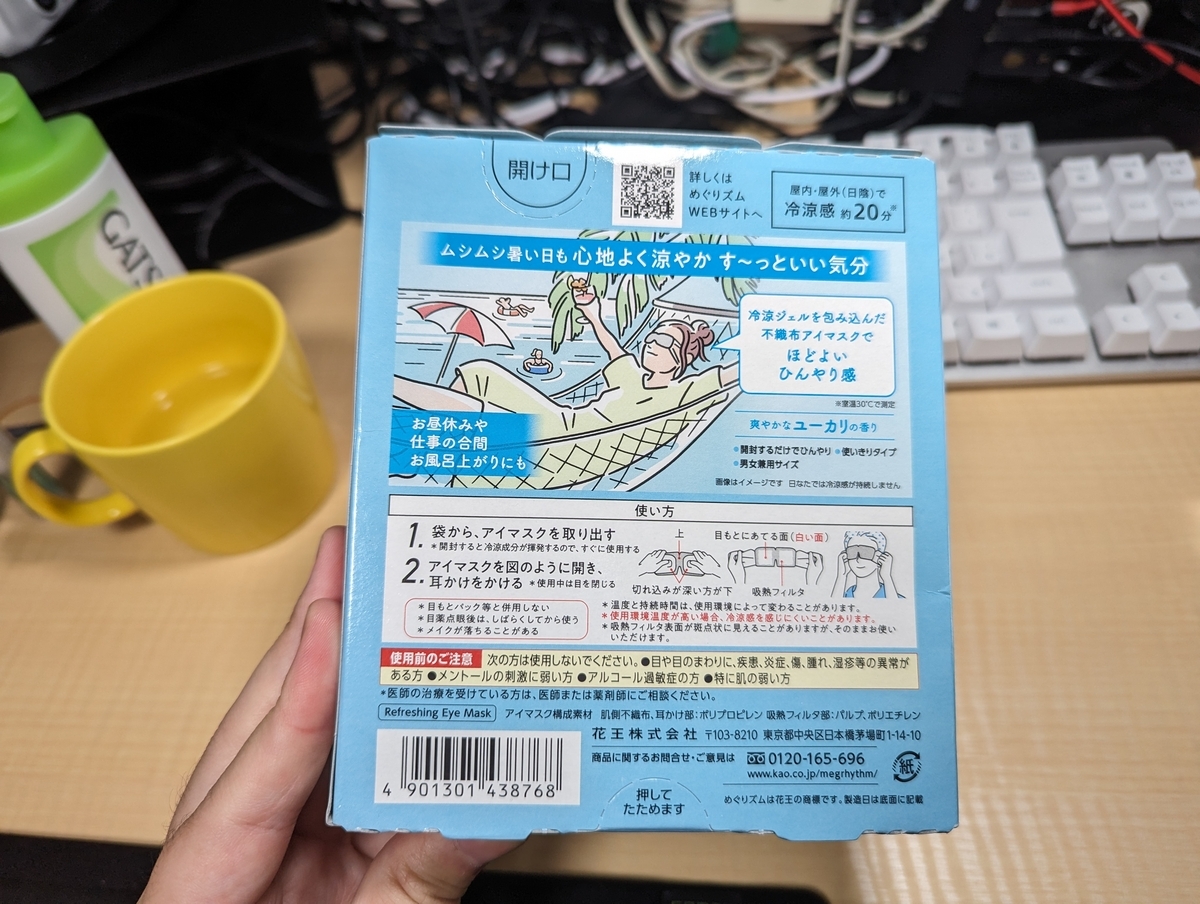 開け口
詳しくは
めぐりズム
WEBサイトへ
屋内・屋外(日陰)で
冷涼感 約20分※
ムシムシ暑い日も 心地よく涼やか す〜っといい気分
冷涼ジェルを包み込んだ
不織布アイマスクで
ほどよい
ひんやり感
※室温30℃で測定
お昼休みや
仕事の合間
お風呂上がりにも
爽やかなユーカリの香り
●開封するだけでひんやり ●使いきりタイプ
●男女兼用サイズ
画像はイメージです 日なたでは冷涼感が持続しません
使い方
1. 袋から、アイマスクを取り出す
＊開封すると冷涼成分が揮発するので、すぐに使用する
2. アイマスクを図のように開き、
耳かけをかける ＊使用中は目を閉じる
上
目もとにあてる面(白い面)
切れ込みが深い方が下
吸熱フィルタ
＊目もとパック等と併用しない
＊目薬点眼後は、しばらくしてから使う
＊メイクが落ちることがある
＊温度と持続時間は、使用環境によって変わることがあります。
＊使用環境温度が高い場合、冷涼感を感じにくいことがあります。
＊吸熱フィルタ表面が斑点状に見えることがありますが、そのままお使い
いただけます。
使用前のご注意 次の方は使用しないでください。●目や目のまわりに、疾患、炎症、傷、腫れ、湿疹等の異常が
ある方 ●メントールの刺激に弱い方 ●アルコール過敏症の方 ●特に肌の弱い方
＊医師の治療を受けている方は、医師または薬剤師にご相談ください。
Refreshing Eye Mask アイマスク構成素材 肌側不織布、耳かけ部：ポリプロピレン 吸熱フィルタ部：パルプ、ポリエチレン
花王株式会社 〒103-8210 東京都中央区日本橋茅場町1-14-10
商品に関するお問合せ・ご意見は 0120-165-696
www.kao.co.jp/megrhythm/
紙
4 901301 438768
押して
たためます
めぐりズムは花王の商標です。製造日は底面に記載
GATS